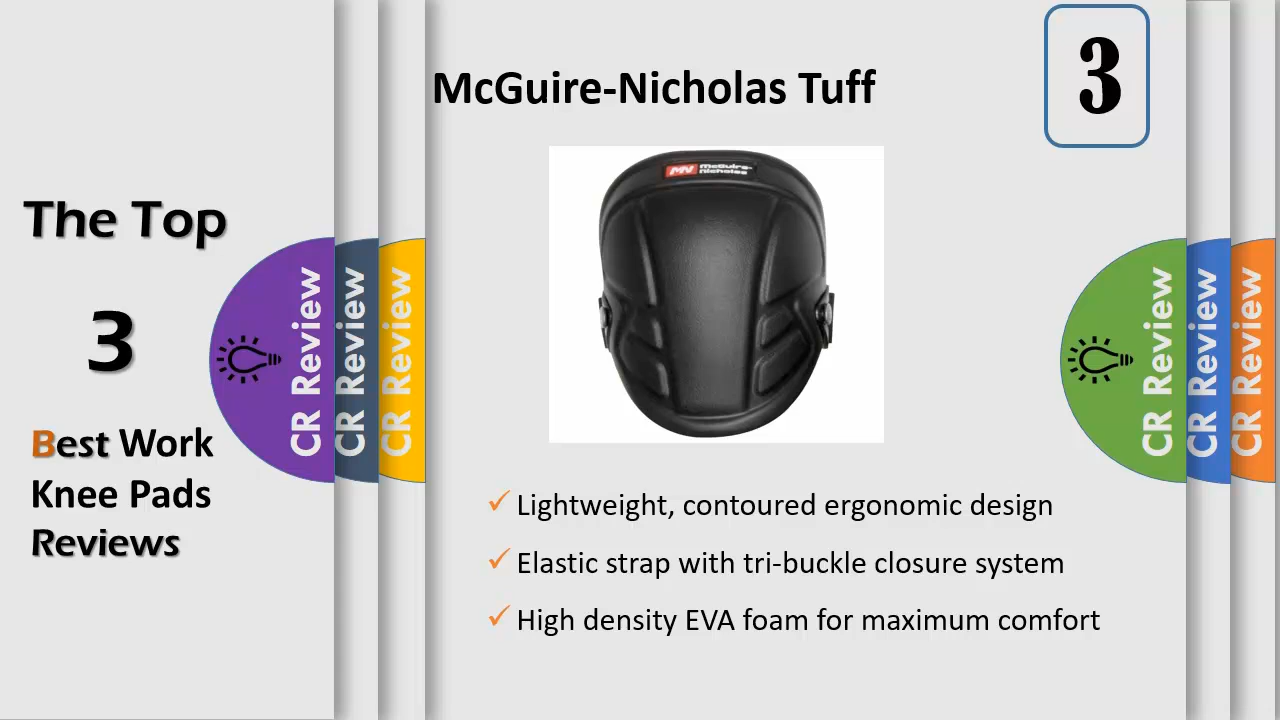 The Top
3
Best Work
Knee Pads
Reviews
CR Review
CR Review
CR Review
McGuire-Nicholas Tuff
3
MN McGuire-
Nicholas
Lightweight, contoured ergonomic design
Elastic strap with tri-buckle closure system
High density EVA foam for maximum comfort
CR Review
CR Review
CR Review